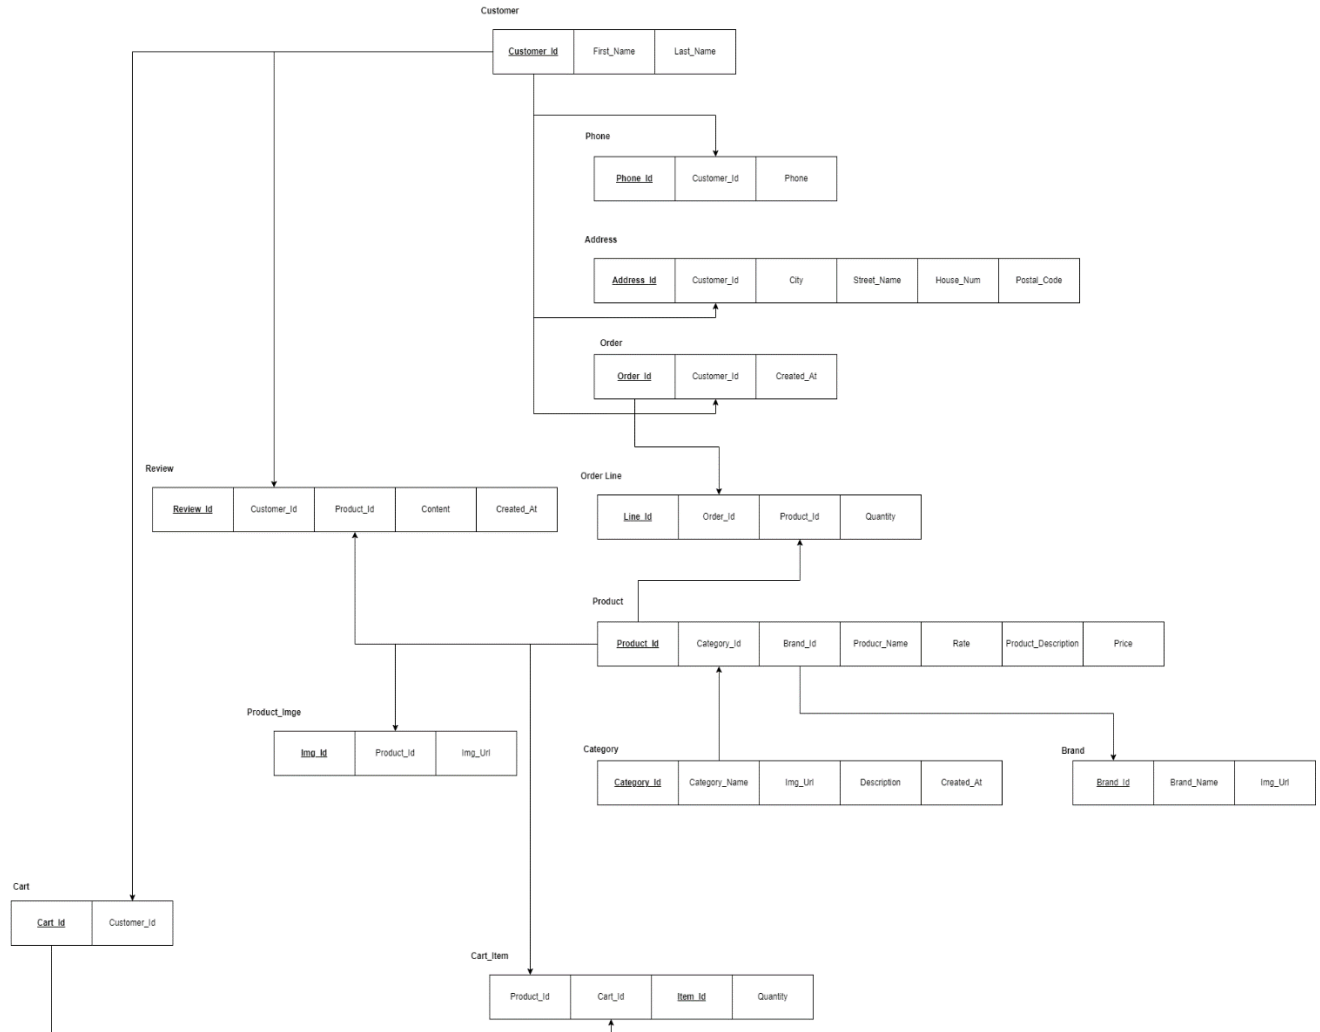 Customer
Customer_Id First_Name Last_Name
Phone
Phone_Id Customer_Id Phone
Address
Address_Id Customer_Id City Street_Name House_Num Postal_Code
Order
Order_Id Customer_Id Created_At
Review
Review_Id Customer_Id Product_Id Content Created_At
Order Line
Line_Id Order_Id Product_Id Quantity
Product
Product_Id Category_Id Brand_Id Producr_Name Rate Product_Description Price
Product_Imge
Img_Id Product_Id Img_Url
Category
Category_Id Category_Name Img_Url Description Created_At
Brand
Brand_Id Brand_Name Img_Url
Cart
Cart_Id Customer_Id
Cart_Item
Product_Id Cart_Id Item_Id Quantity